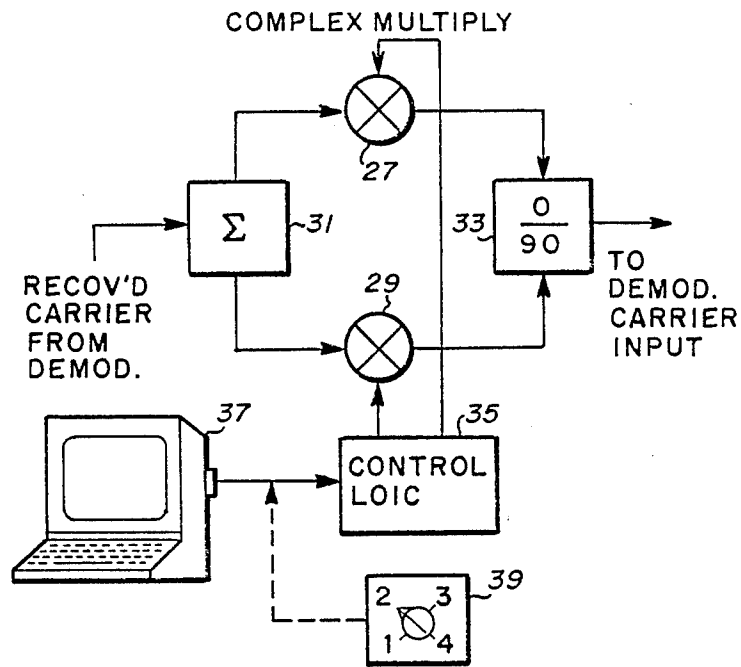 COMPLEX MULTIPLY
27
Σ
31
33
0
90
RECOV'D
CARRIER
FROM
DEMOD.
29
TO
DEMOD.
CARRIER
INPUT
37
35
CONTROL
LOIC
39
2 3
1 4